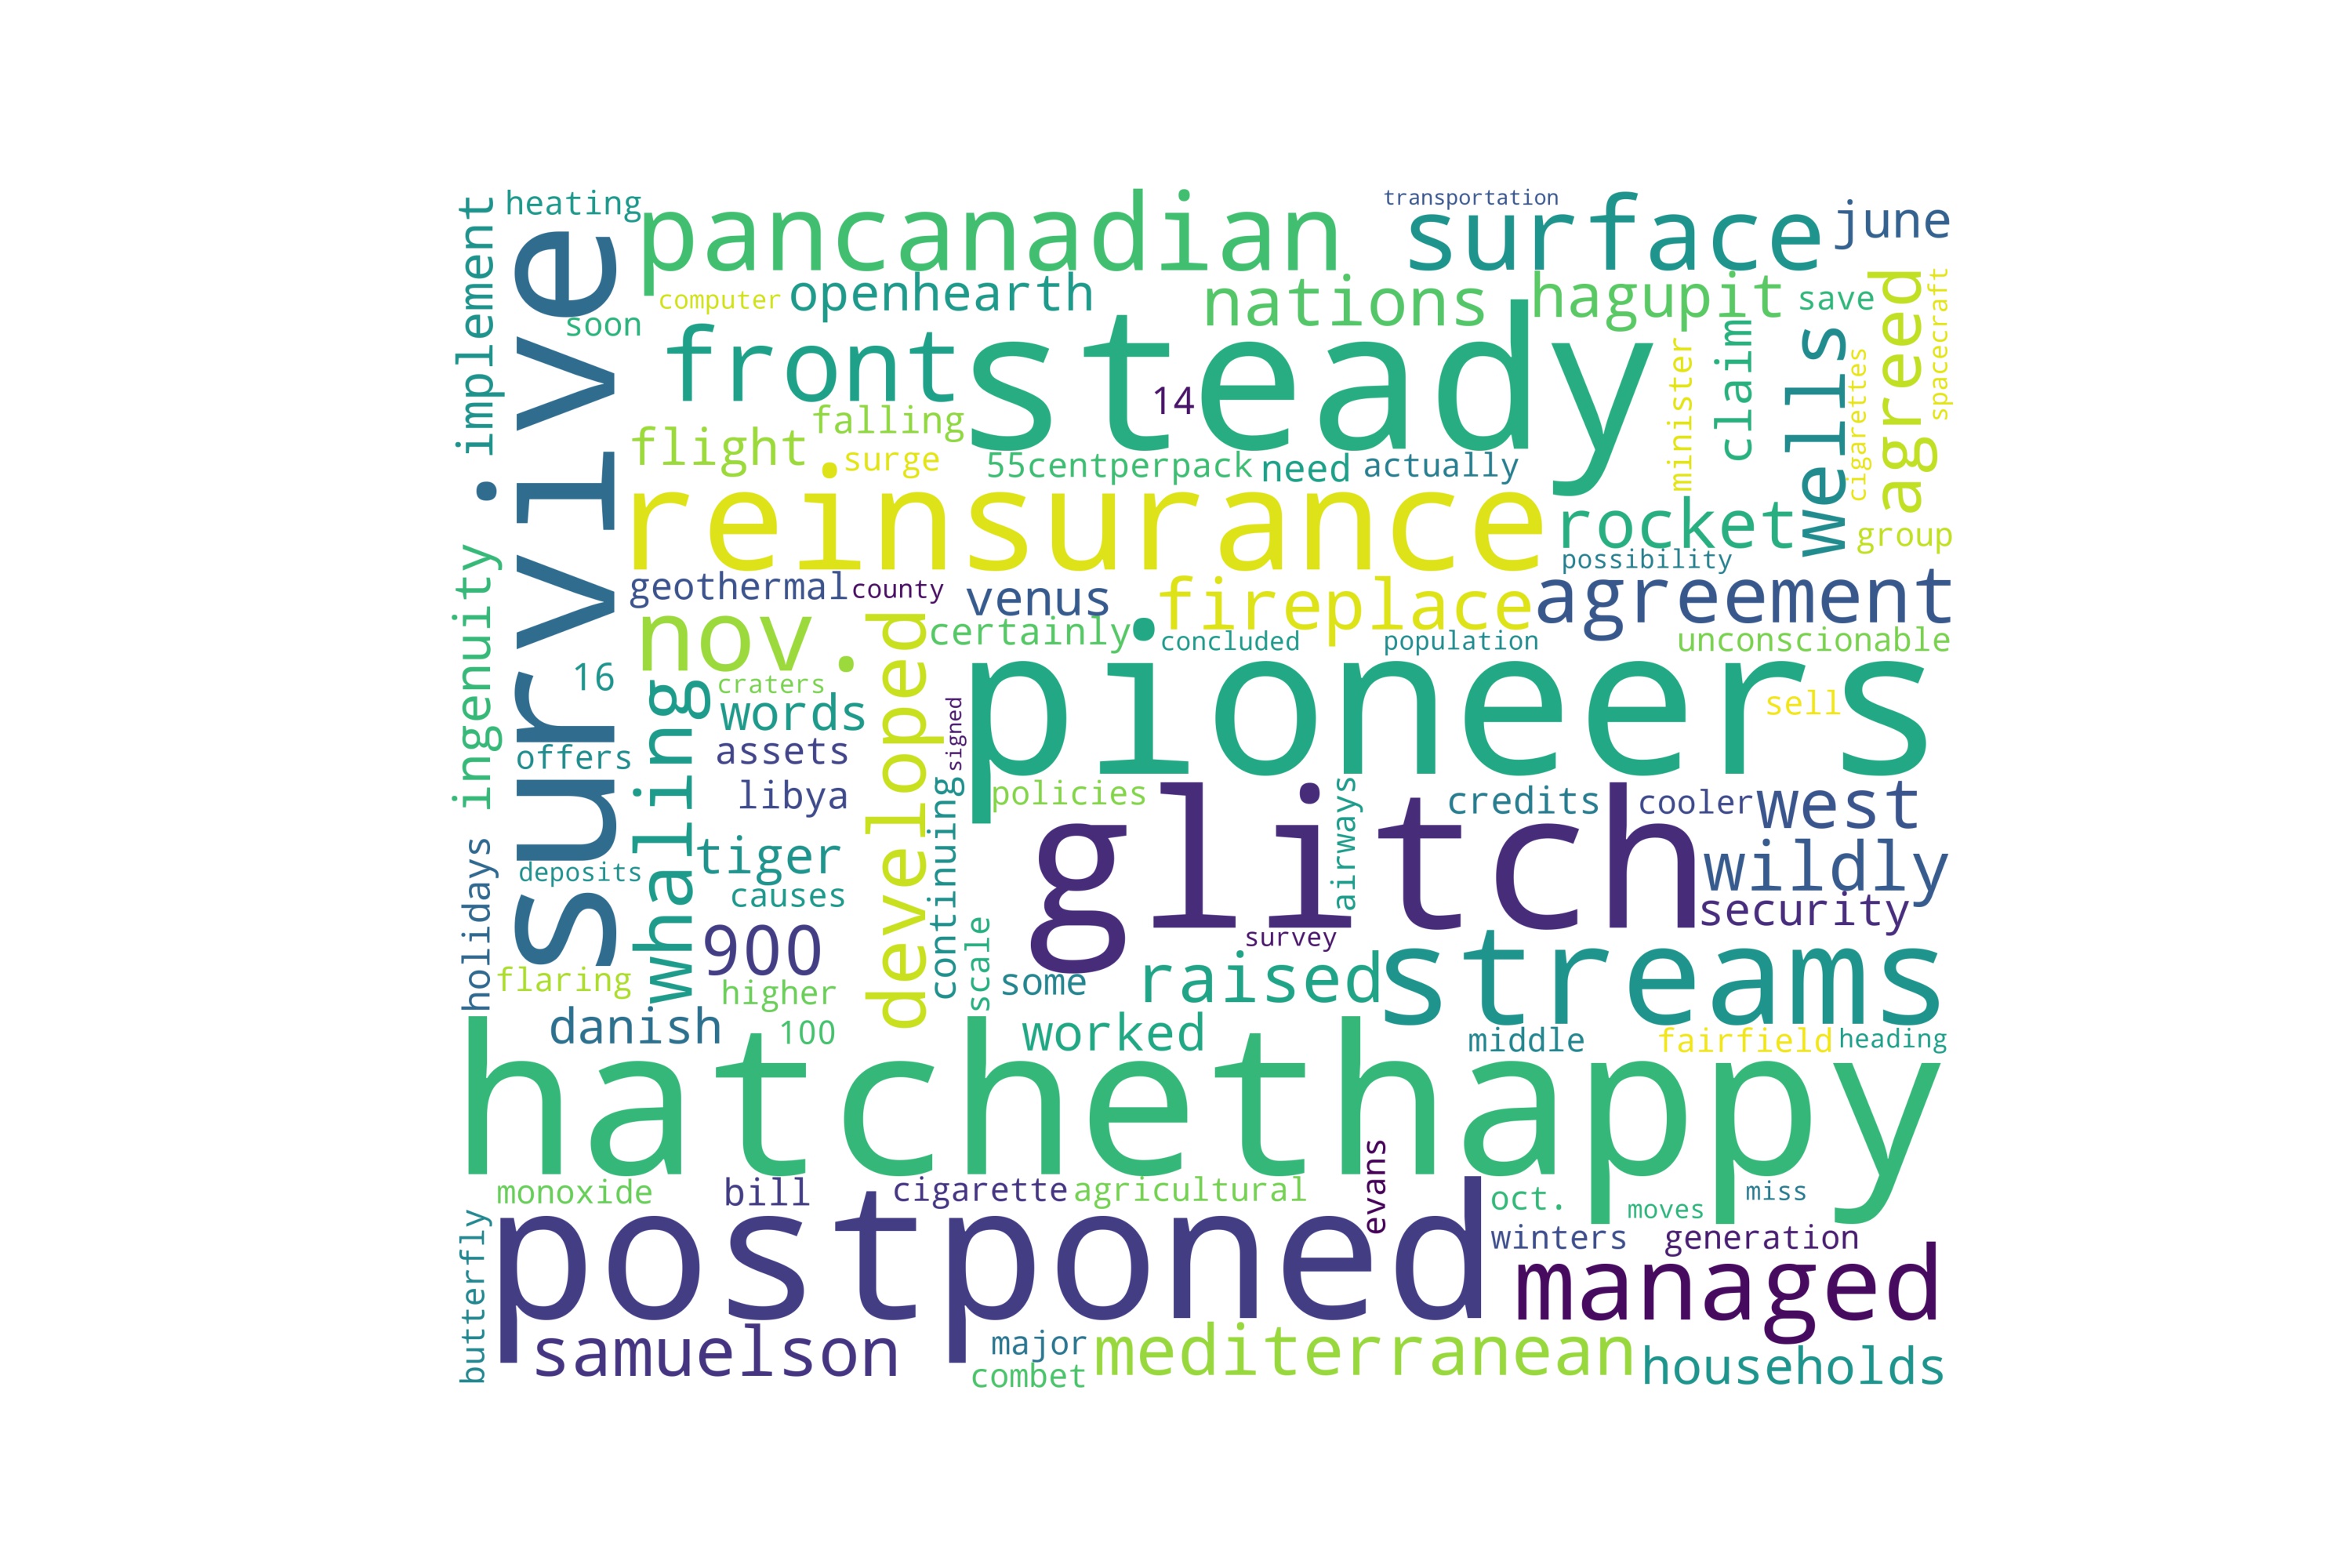 heating
transportation
pancanadian
surface
june
implement
computer
openhearth
nations
hagupit
save
spacecraft
soon
front
steady
14
minister
claim
wells
cigarettes
agreed
survive
falling
flight
surge
55centperpack
need
actually
.
reinsurance
rocket
group
possibility
.
ingenuity
geothermal
county
venus
fireplace
agreement
nov.
developed
certainly
.
concluded
population
unconscionable
16
craters
pioneers
sell
whaling
words
signed
offers
assets
libya
continuing
policies
glitch
airways
credits
cooler
west
holidays
deposits
tiger
causes
wildly
security
900
scale
survey
flaring
higher
some
raised
streams
danish
100
worked
middle
fairfield
heading
hatchethappy
monoxide
bill
cigarette
agricultural
evans
oct.
moves
miss
butterfly
postponed
winters
generation
managed
samuelson
major
mediterranean
households
combet